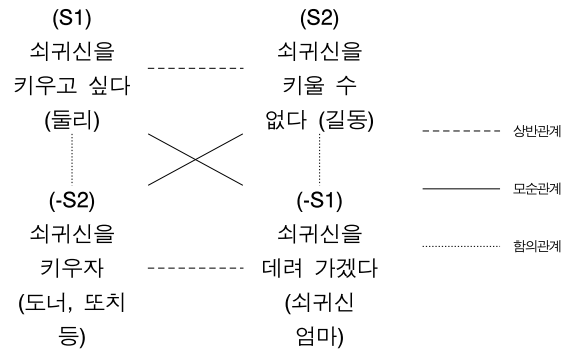 (S1)
쇠귀신을
키우고 싶다
(둘리)
(S2)
쇠귀신을
키울 수
없다 (길동)
(-S2)
쇠귀신을
키우자
(도너, 또치
등)
(-S1)
쇠귀신을
데려 가겠다
(쇠귀신
엄마)
상반관계
모순관계
함의관계